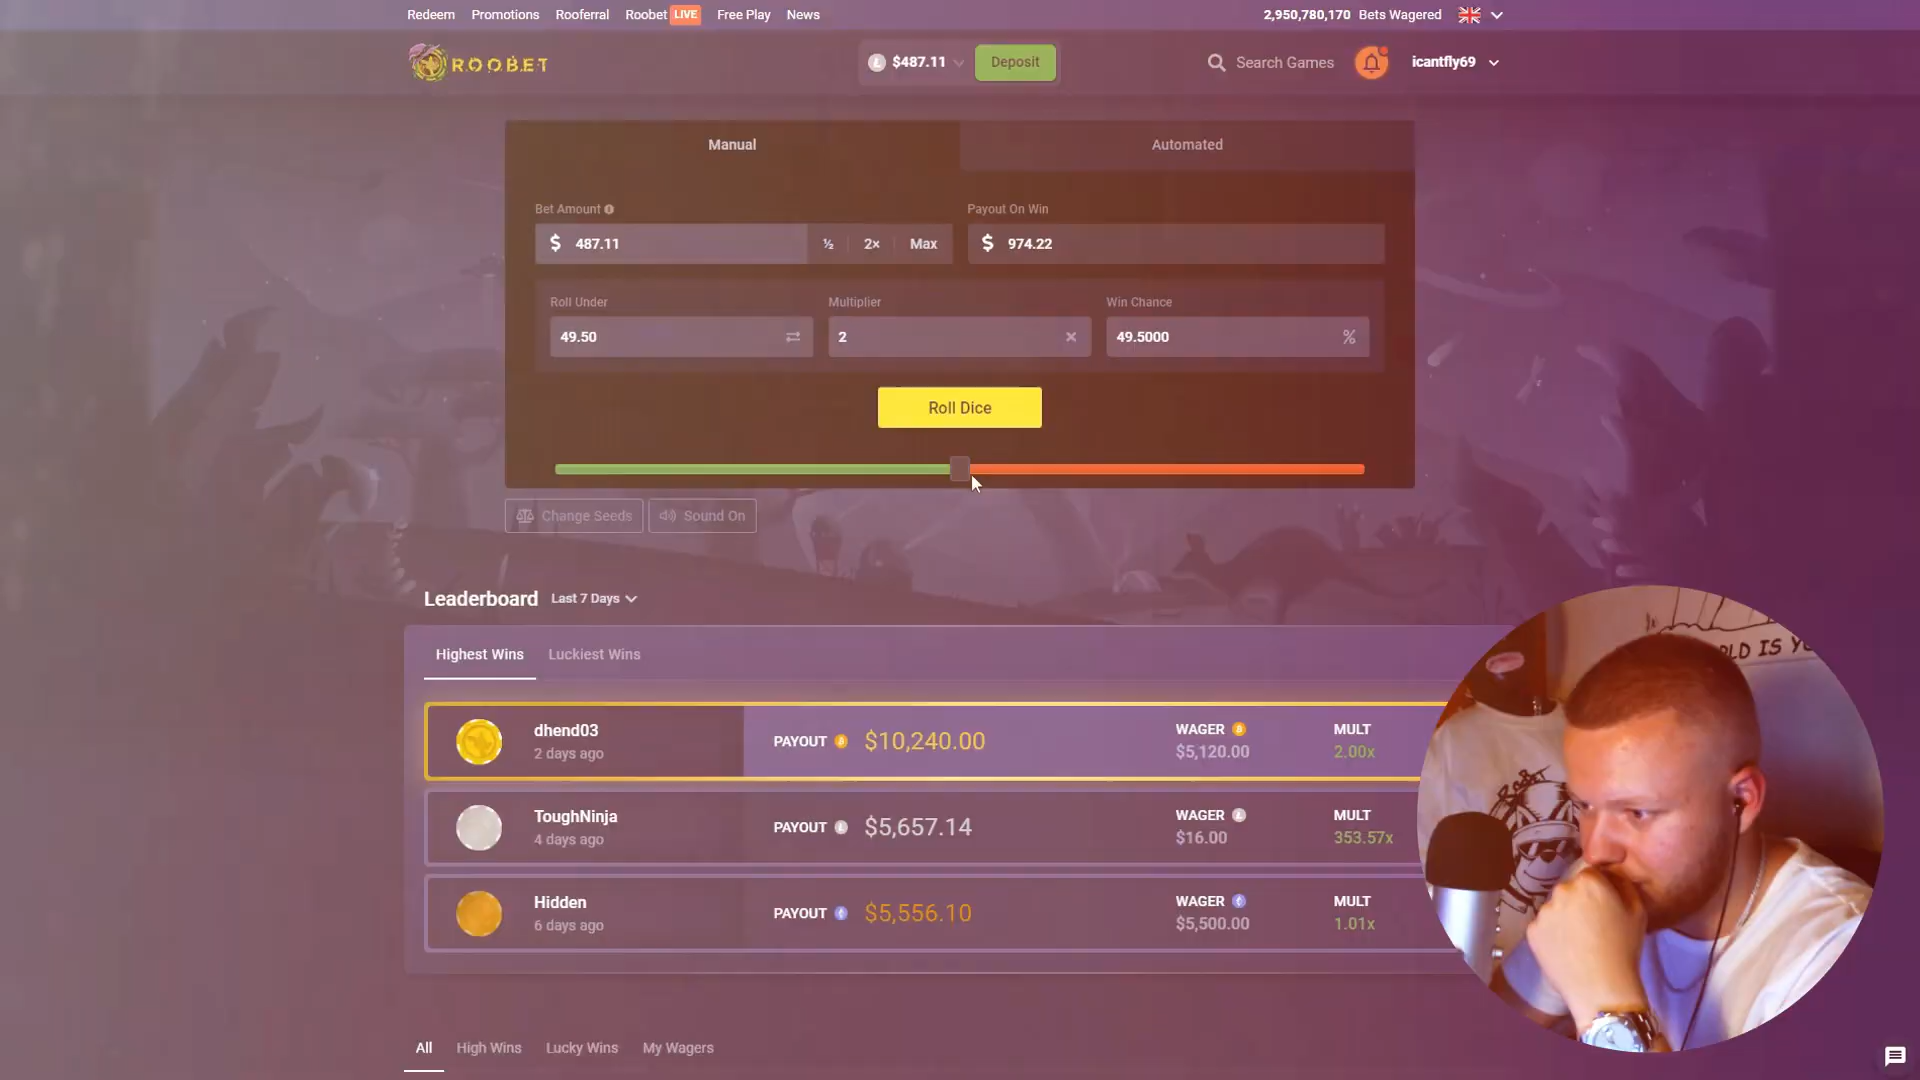 Redeem Promotions Rooferral Roobet LIVE Free Play News 2,950,780,170 Bets Wagered
ROOBET $487.11 Deposit Search Games icantfly69
Manual Automated
Bet Amount Payout On Win
$ 487.11 ½ 2× Max $ 974.22
Roll Under Multiplier Win Chance
49.50 2 × 49.5000 %
Roll Dice
Change Seeds Sound On
Leaderboard Last 7 Days
Highest Wins Luckiest Wins
dhend03 PAYOUT $10,240.00 WAGER MULT
2 days ago $5,120.00 2.00x
ToughNinja PAYOUT $5,657.14 WAGER MULT
4 days ago $16.00 353.57x
Hidden PAYOUT $5,556.10 WAGER MULT
6 days ago $5,500.00 1.01x
All High Wins Lucky Wins My Wagers